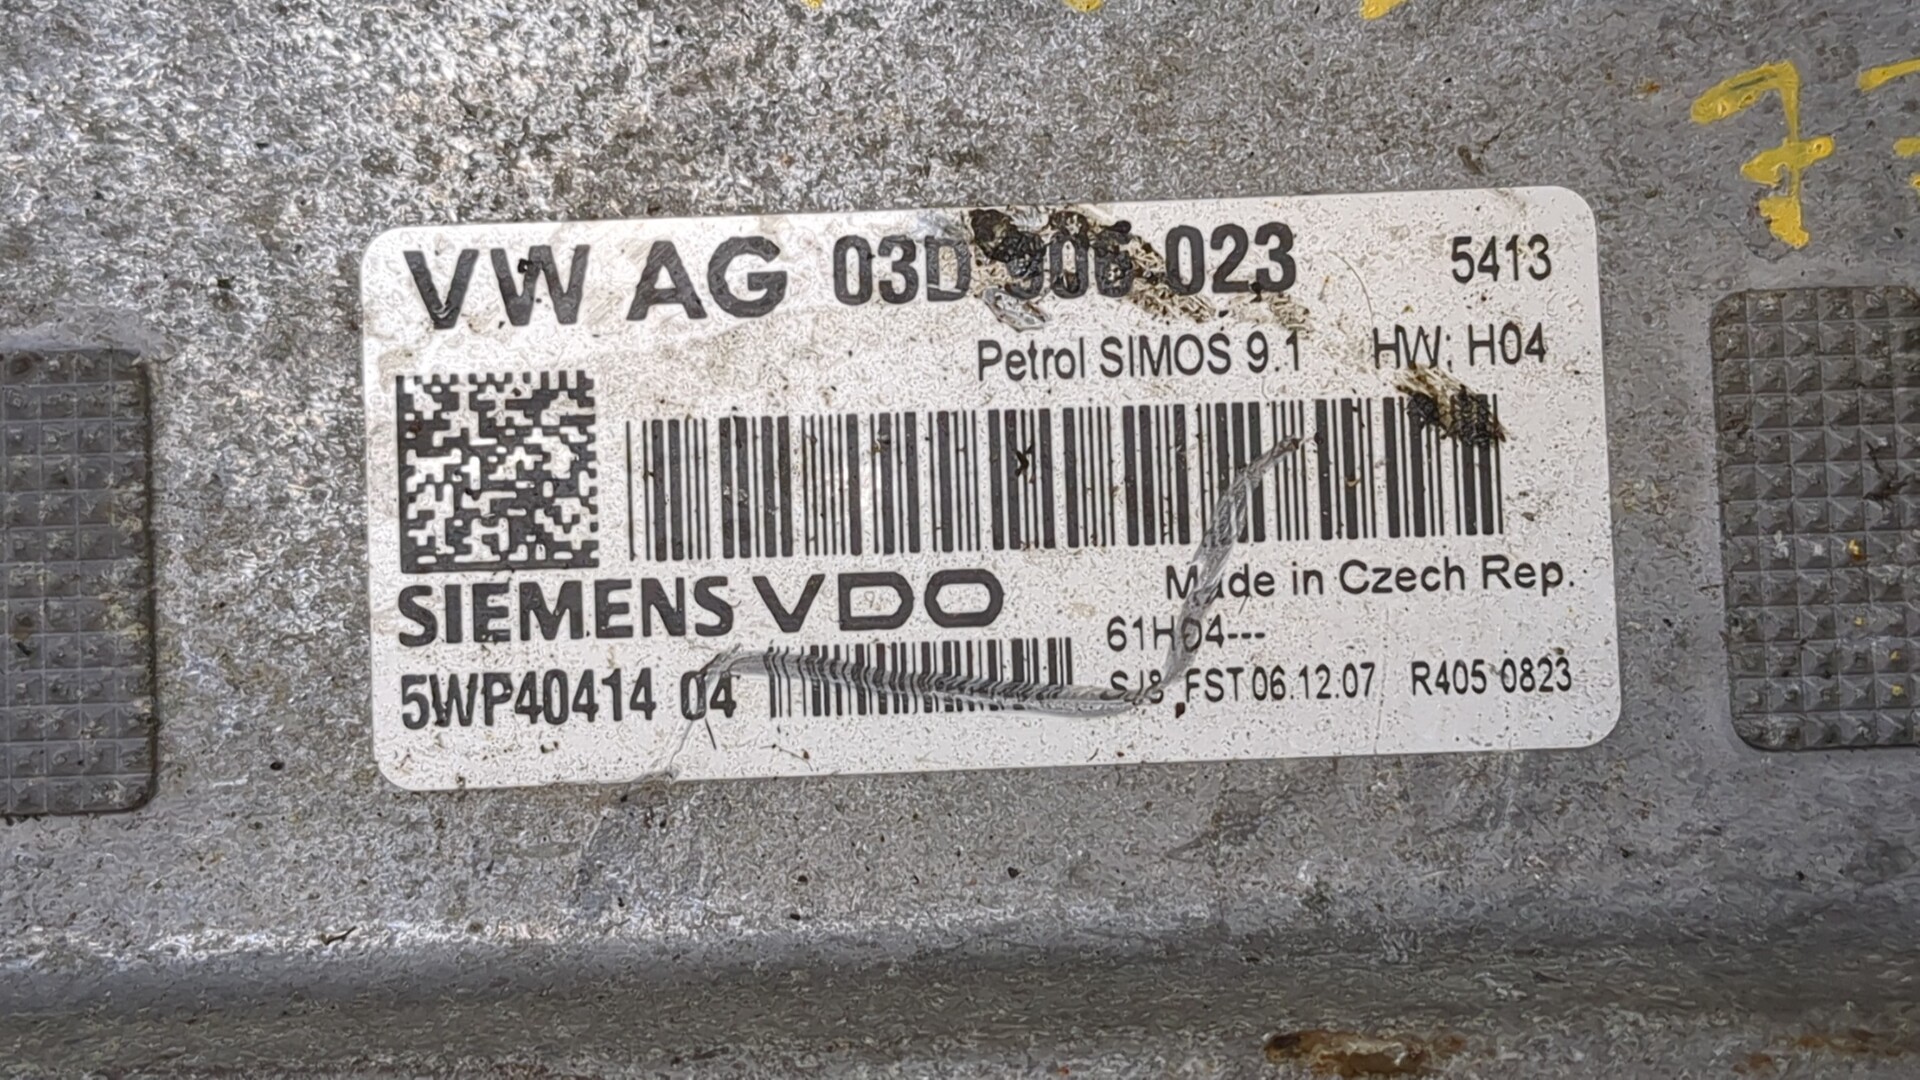 VW AG 03D 906 023 5413
Petrol SIMOS 9.1 HW: H04
SIEMENS VDO
Made in Czech Rep.
61H04---
5WP40414 04
SJ8 FST 06.12.07 R405 0823
7